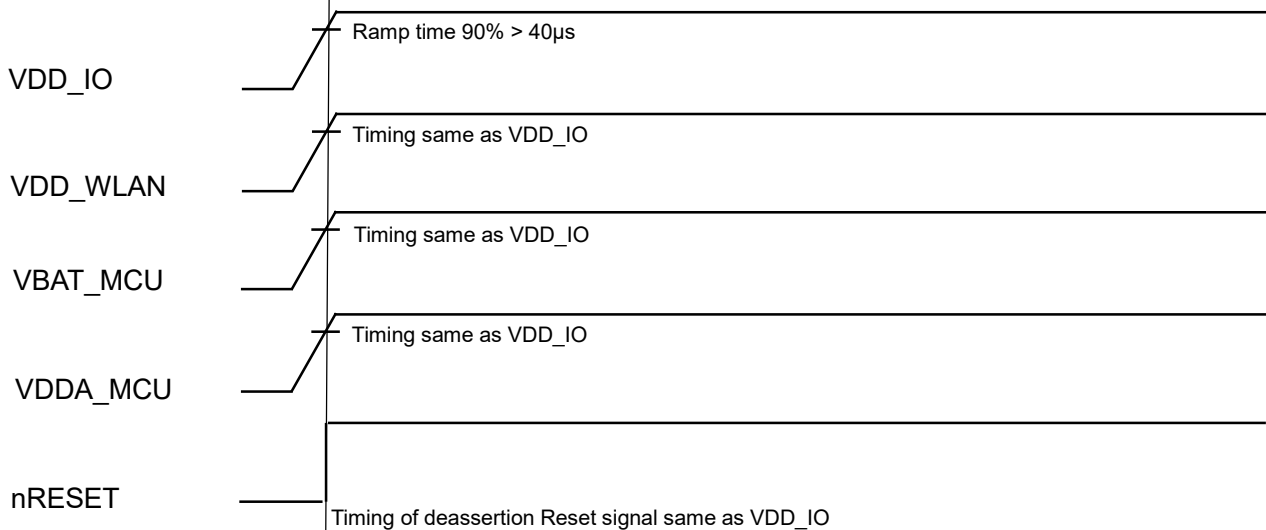 Ramp time 90% > 40µs
VDD_IO
Timing same as VDD_IO
VDD_WLAN
Timing same as VDD_IO
VBAT_MCU
Timing same as VDD_IO
VDDA_MCU
nRESET
Timing of deassertion Reset signal same as VDD_IO